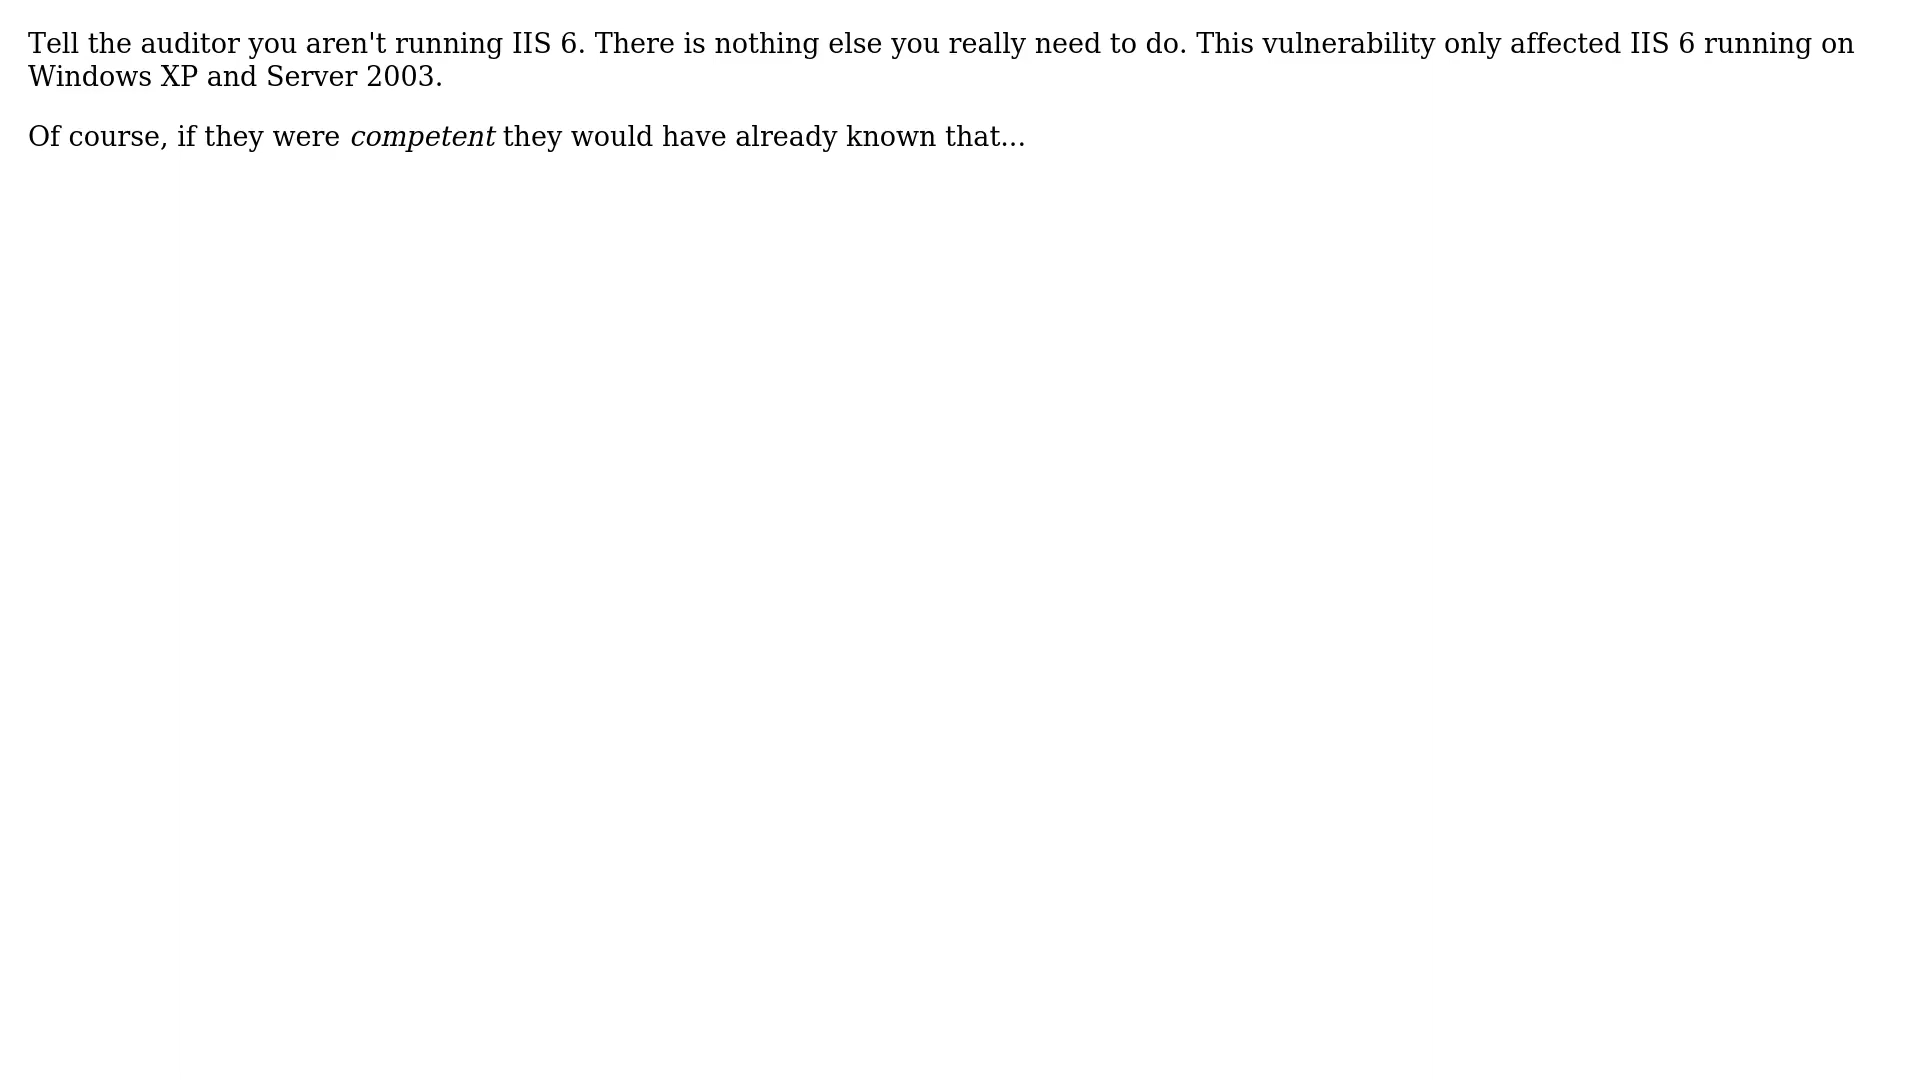 Tell the auditor you aren't running IIS 6. There is nothing else you really need to do. This vulnerability only affected IIS 6 running on
Windows XP and Server 2003.
Of course, if they were competent they would have already known that...